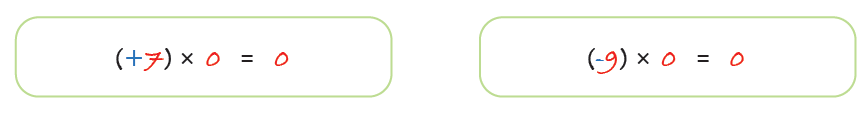 (+7) × 0 = 0
(-9) × 0 = 0